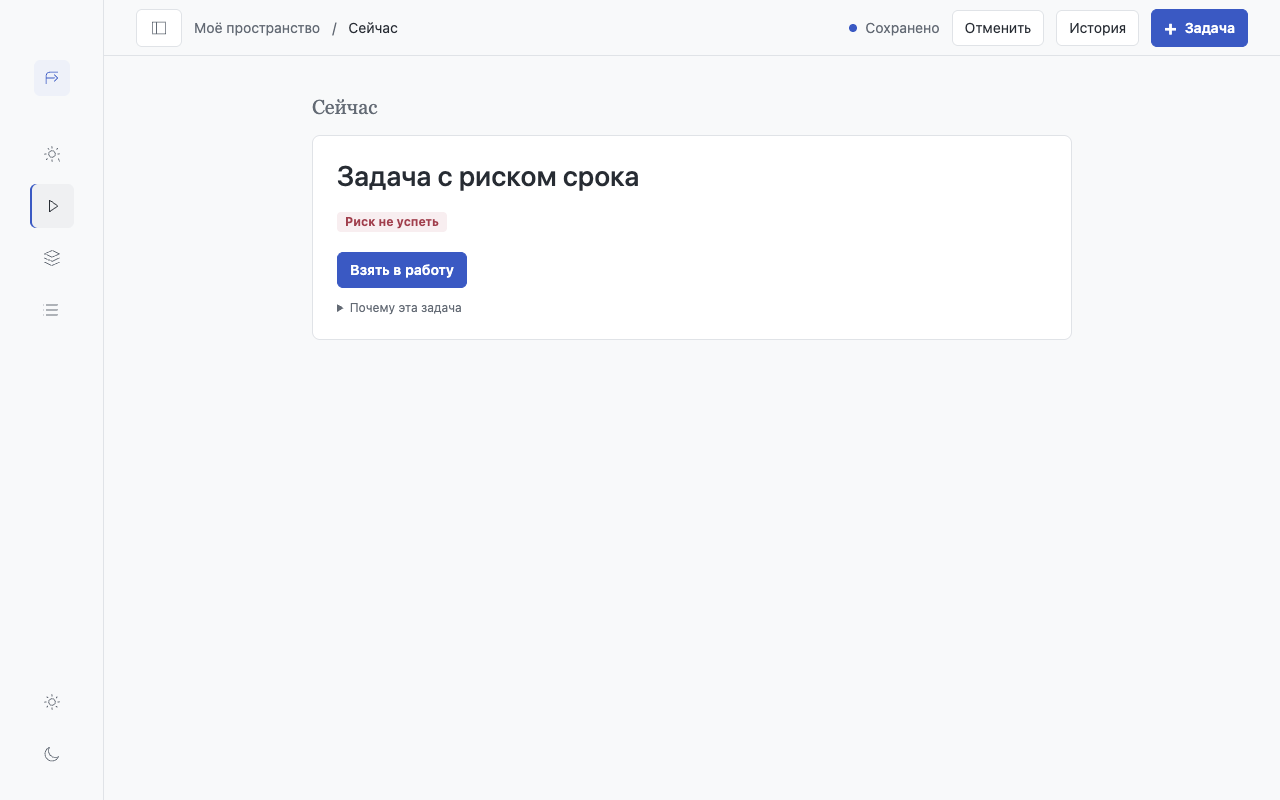 Моё пространство / Сейчас
Сохранено
Отменить
История
+ Задача
Сейчас
Задача с риском срока
Риск не успеть
Взять в работу
Почему эта задача